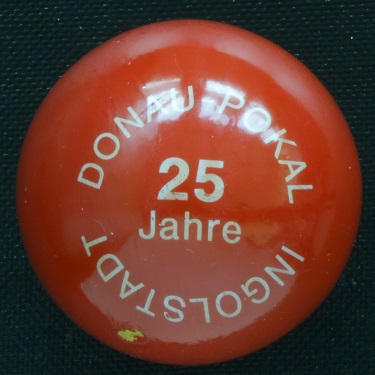 DONAU-POKAL
25
Jahre
INGOLSTADT